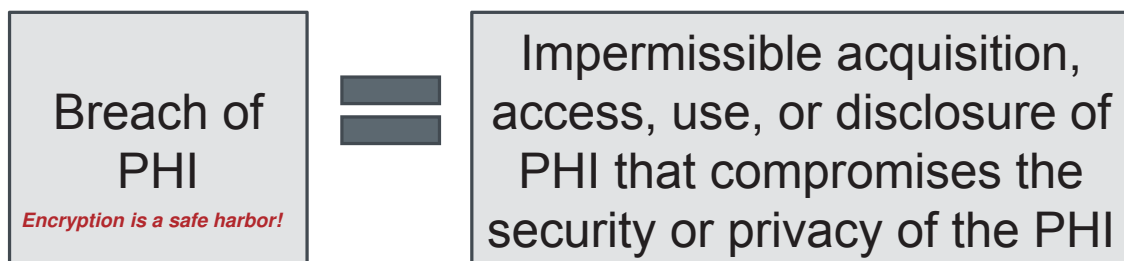 Breach of
PHI
Encryption is a safe harbor!
Impermissible acquisition,
access, use, or disclosure of
PHI that compromises the
security or privacy of the PHI